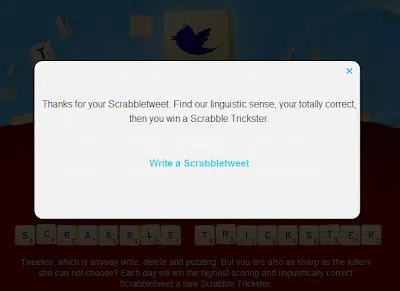 ×
Thanks for your Scrabbletweet. Find our linguistic sense, your totally correct,
then you win a Scrabble Trickster.
Write a Scrabbletweet
SCRABBLE TRICKSTER
Tweeten, which is anyway write, delete and puzzling. But you are also as sharp as the letters
she can not choose? Each day will win the highest scoring and linguistically correct
Scrabbletweet a new Scrabble Trickster.